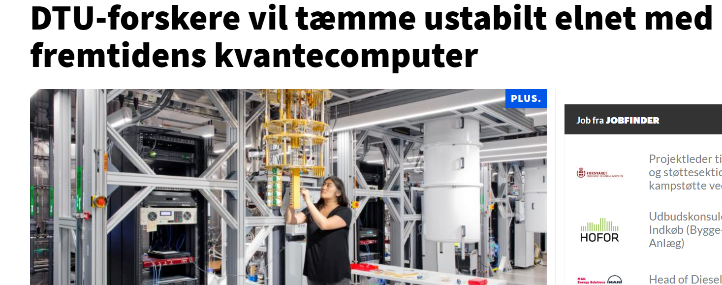 DTU-forskere vil tæmme ustabilt elnet med
fremtidens kvantecomputer
PLUS.
Job fra JOBFINDER
Projektleder ti
og støttesektio
kampstøtte ve
HOFOR
Udbudskonsule
Indkøb (Bygge-
Anlæg)
Head of Diesel